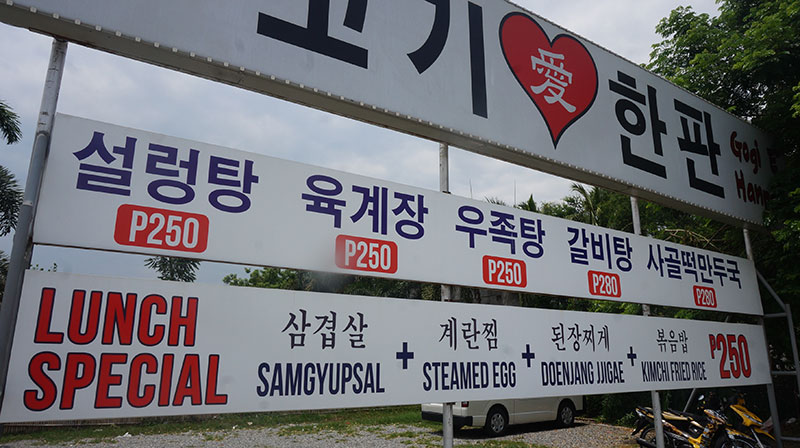 고기 愛 한판
Gogi
설렁탕 육계장 우족탕 갈비탕 사골떡만두국
P250 P250 P250 P280 P280
LUNCH SPECIAL
삼겹살 + 계란찜 + 된장찌게 + 볶음밥
SAMGYUPSAL STEAMED EGG DOENJANG JJIGAE KIMCHI FRIED RICE
P250